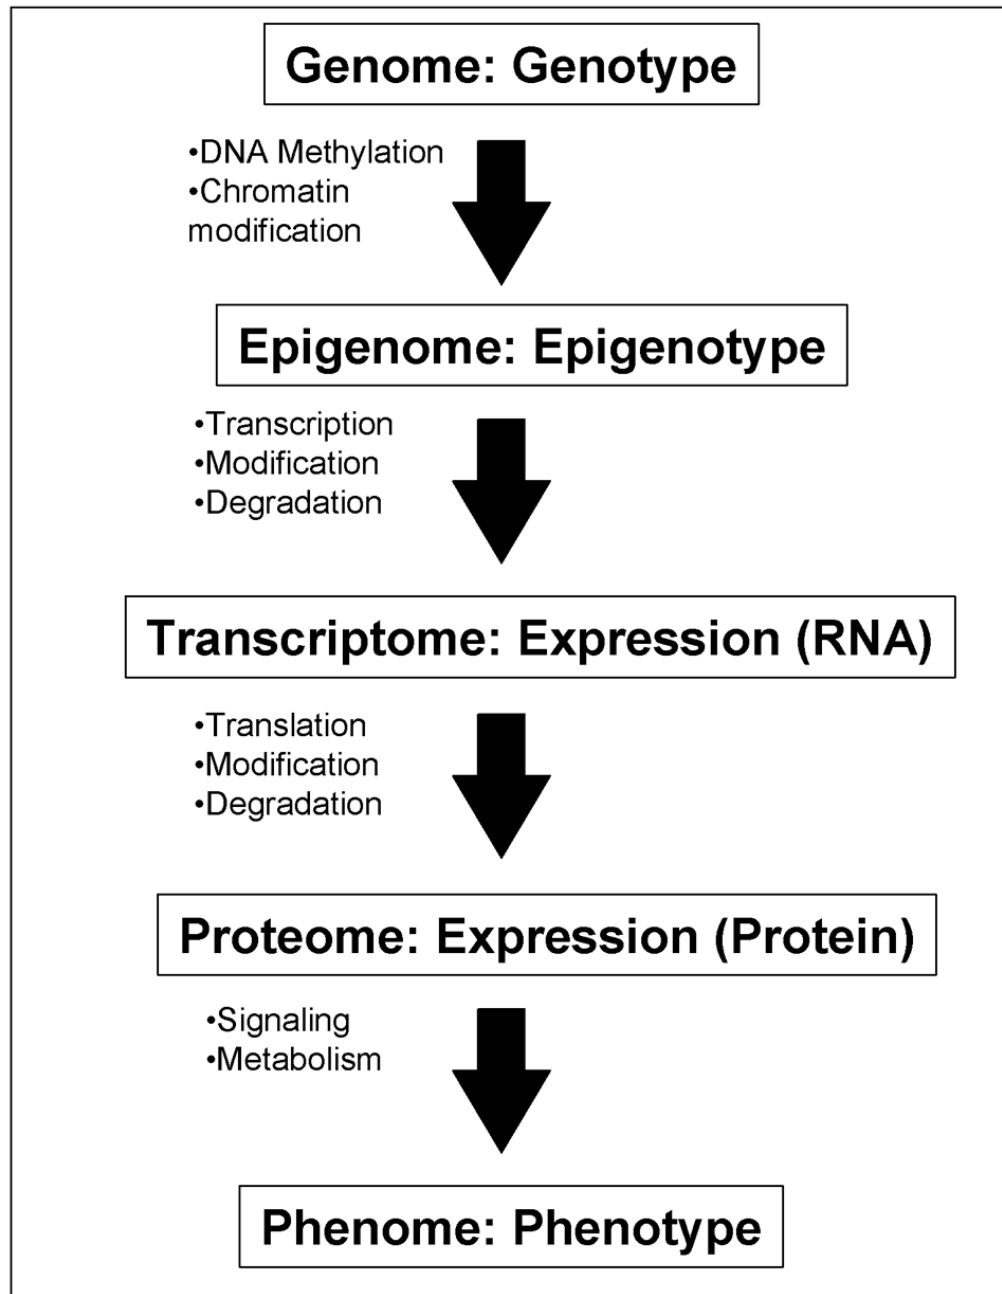 Genome: Genotype
•DNA Methylation
•Chromatin
modification
Epigenome: Epigenotype
•Transcription
•Modification
•Degradation
Transcriptome: Expression (RNA)
•Translation
•Modification
•Degradation
Proteome: Expression (Protein)
•Signaling
•Metabolism
Phenome: Phenotype